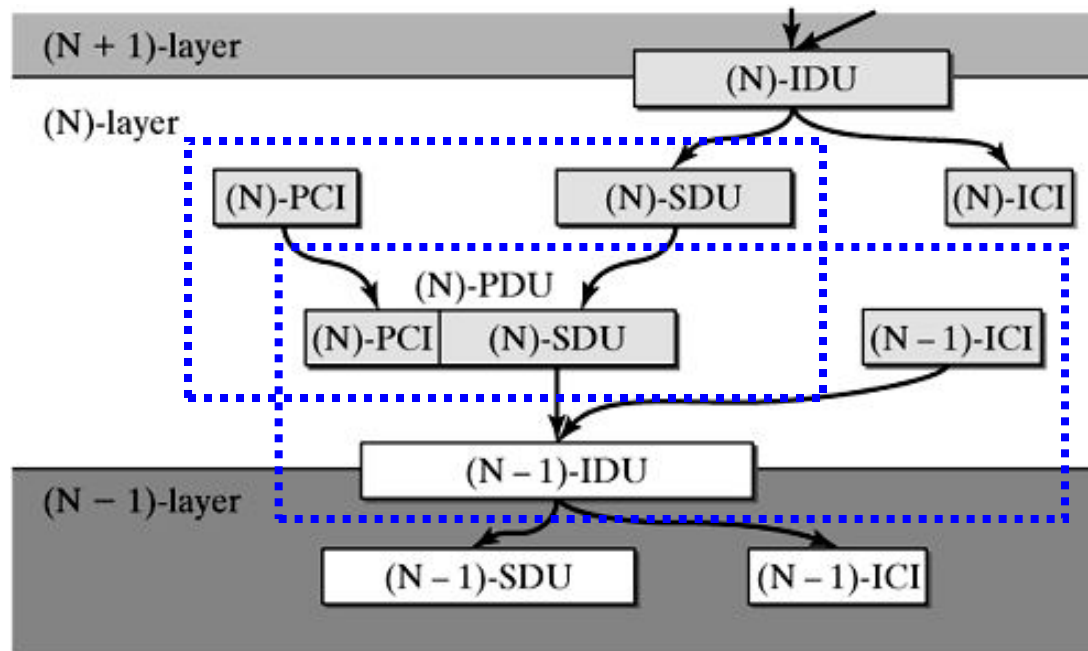 (N + 1)-layer
(N)-IDU
(N)-layer
(N)-PCI
(N)-SDU
(N)-ICI
(N)-PDU
(N)-PCI
(N)-SDU
(N – 1)-ICI
(N – 1)-IDU
(N − 1)-layer
(N – 1)-SDU
(N – 1)-ICI